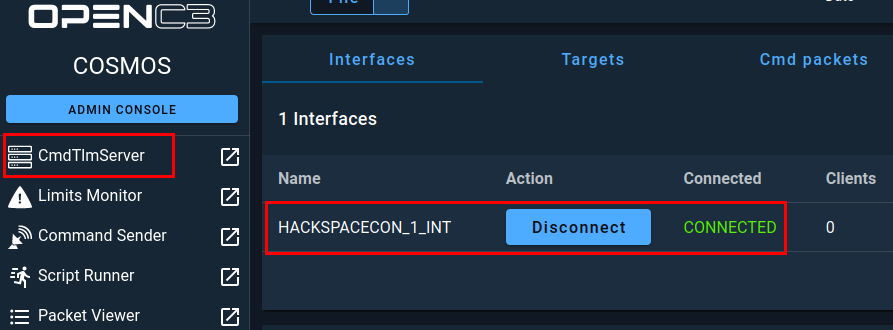 OPENC3
COSMOS
ADMIN CONSOLE
CmdTlmServer
Limits Monitor
Command Sender
Script Runner
Packet Viewer
Interfaces Targets Cmd packets
1 Interfaces
Name Action Connected Clients
HACKSPACECON_1_INT Disconnect CONNECTED 0